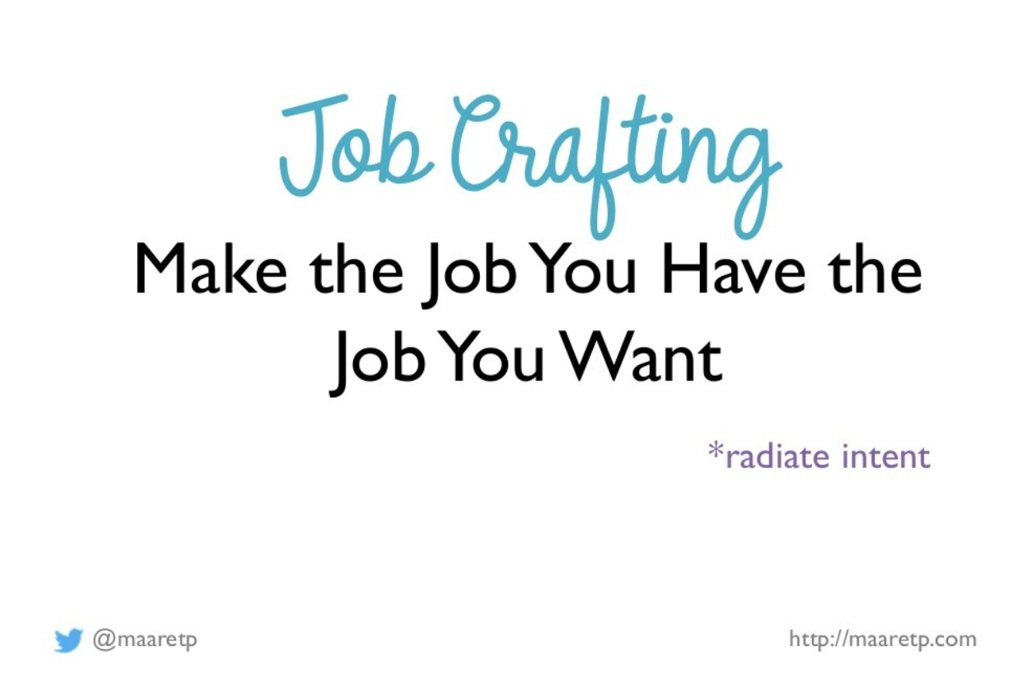 Job Crafting
Make the Job You Have the
Job You Want
*radiate intent
@maaretp
http://maaretp.com